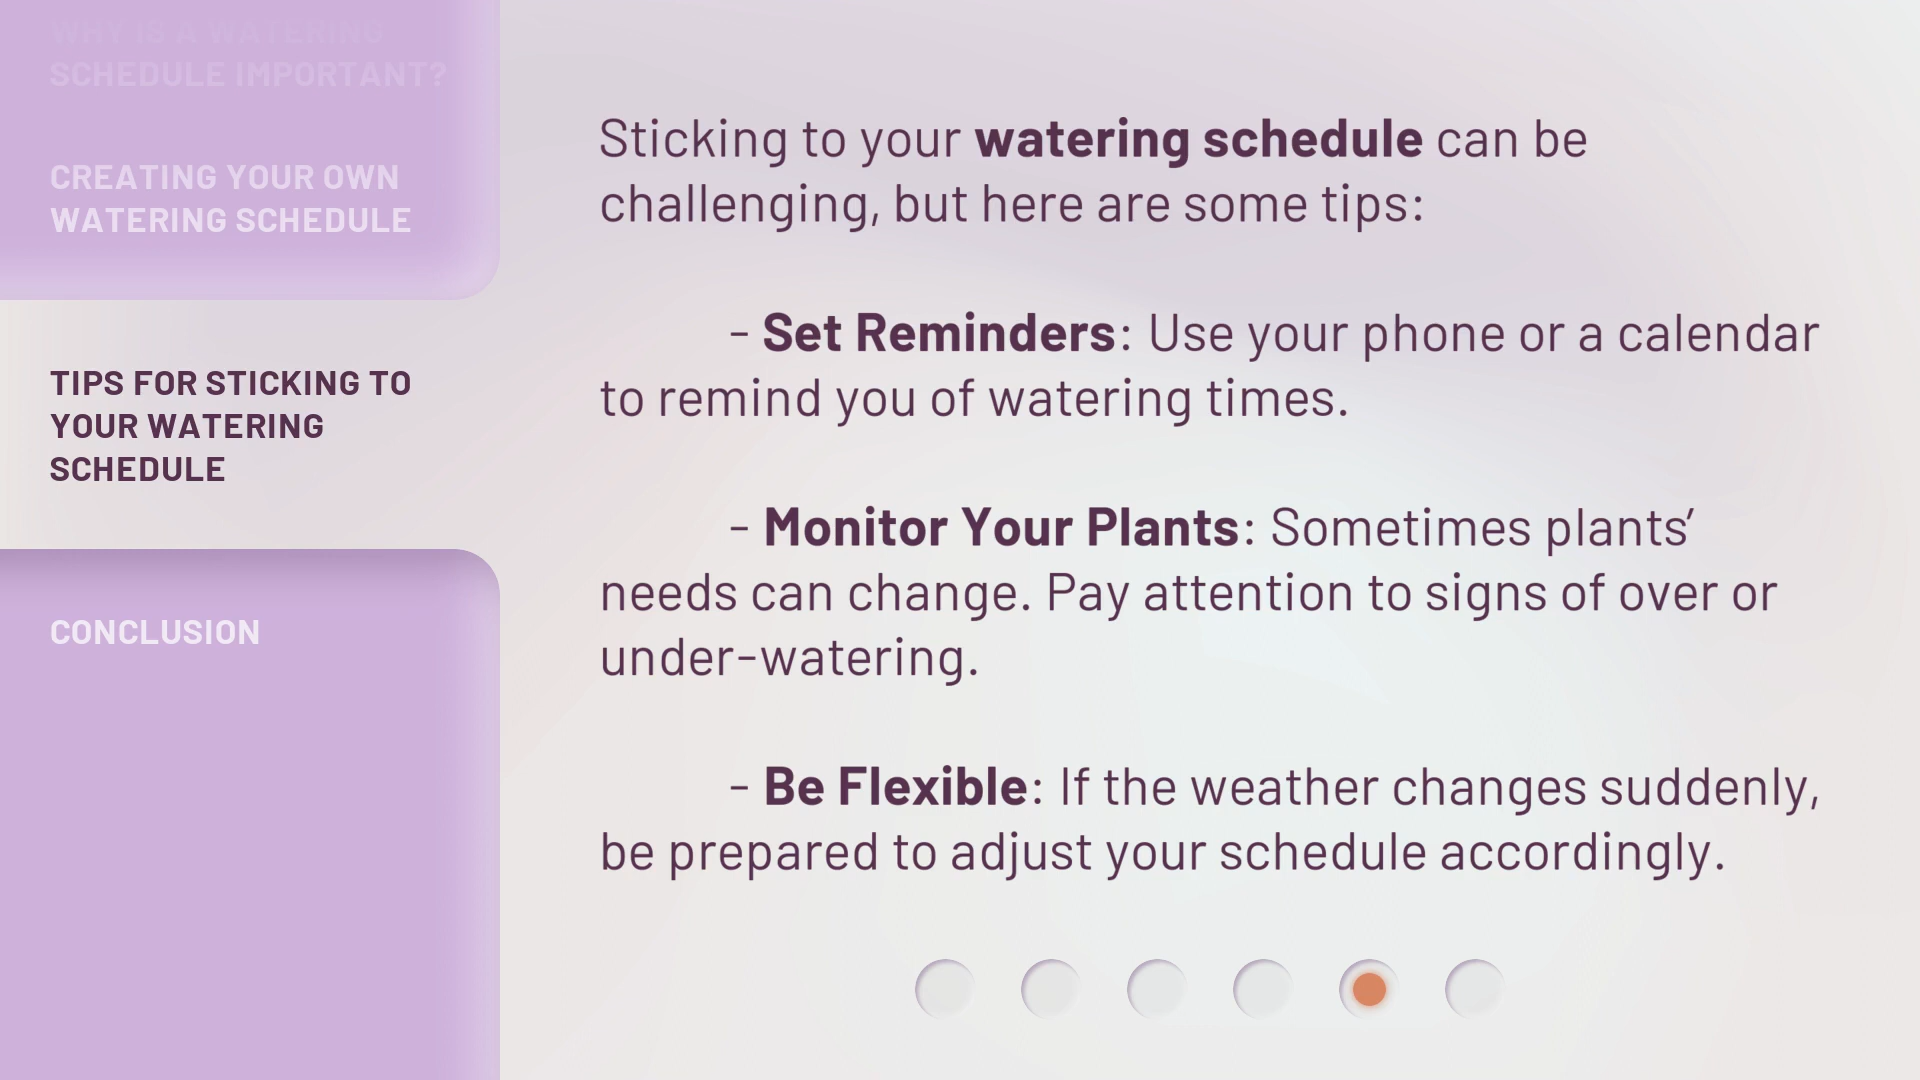 WHY IS A WATERING
SCHEDULE IMPORTANT?
CREATING YOUR OWN
WATERING SCHEDULE
TIPS FOR STICKING TO
YOUR WATERING
SCHEDULE
CONCLUSION
Sticking to your watering schedule can be
challenging, but here are some tips:
- Set Reminders: Use your phone or a calendar
to remind you of watering times.
- Monitor Your Plants: Sometimes plants’
needs can change. Pay attention to signs of over or
under-watering.
- Be Flexible: If the weather changes suddenly,
be prepared to adjust your schedule accordingly.